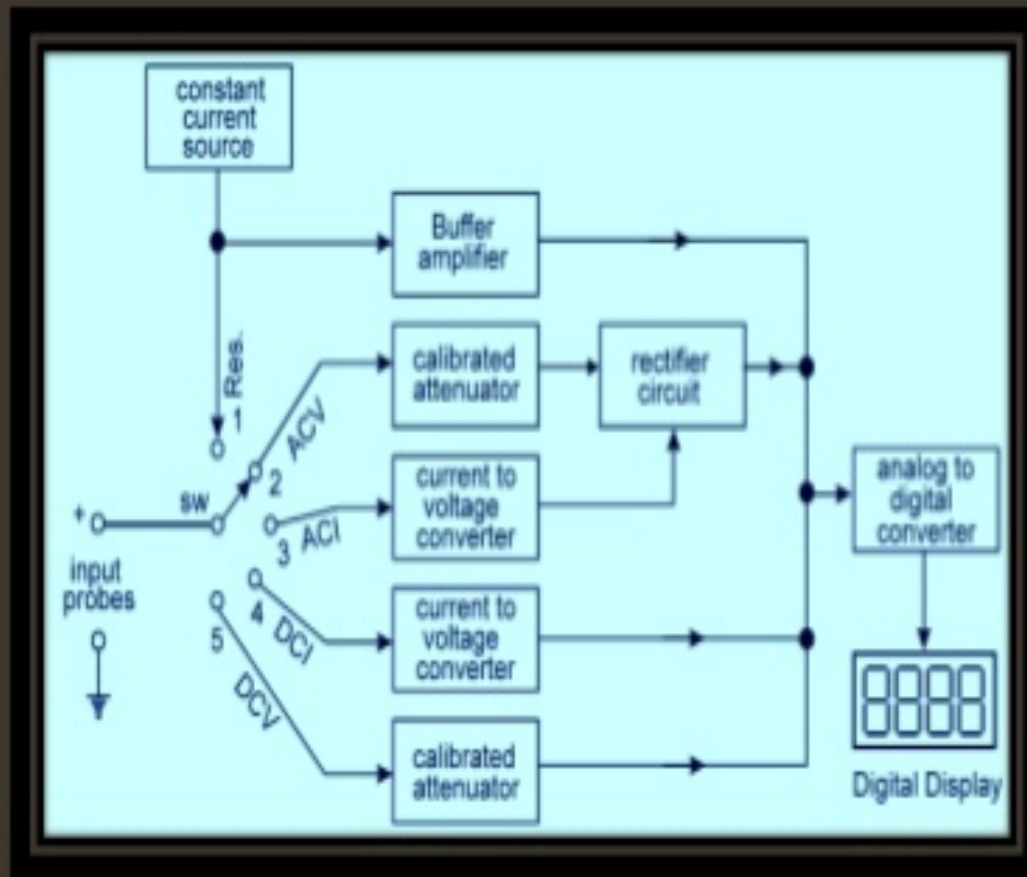 constant
current
source
Buffer
amplifier
Res.
1
calibrated
attenuator
rectifier
circuit
ACV
2
sw
+
input
probes
3
ACI
current to
voltage
converter
analog to
digital
converter
4
DCI
current to
voltage
converter
5
DCV
calibrated
attenuator
8888
Digital Display